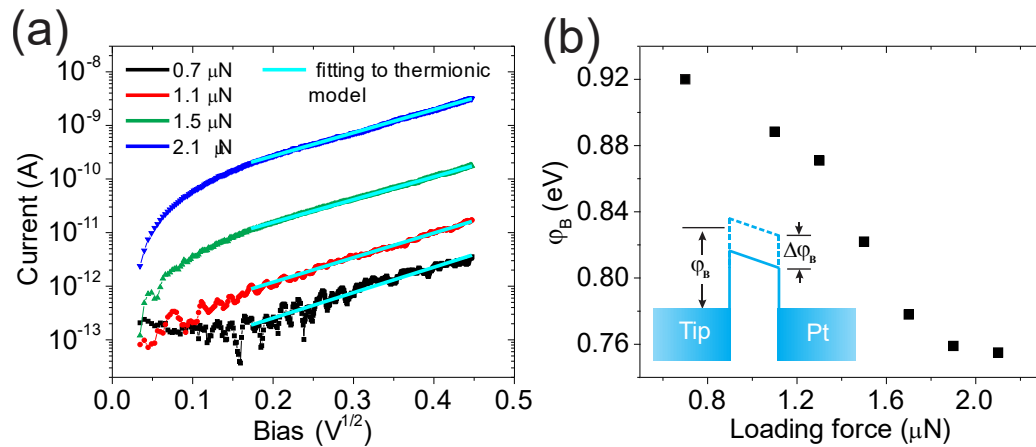 (a)
10⁻⁸
10⁻⁹
10⁻¹⁰
10⁻¹¹
10⁻¹²
10⁻¹³
Current (A)
0.7 μN
1.1 μN
1.5 μN
2.1 μN
fitting to thermionic
model
0.0 0.1 0.2 0.3 0.4 0.5
Bias (V^1/2)
(b)
0.92
0.88
0.84
0.80
0.76
φB (eV)
φB
ΔφB
Tip
Pt
0.8 1.2 1.6 2.0
Loading force (μN)